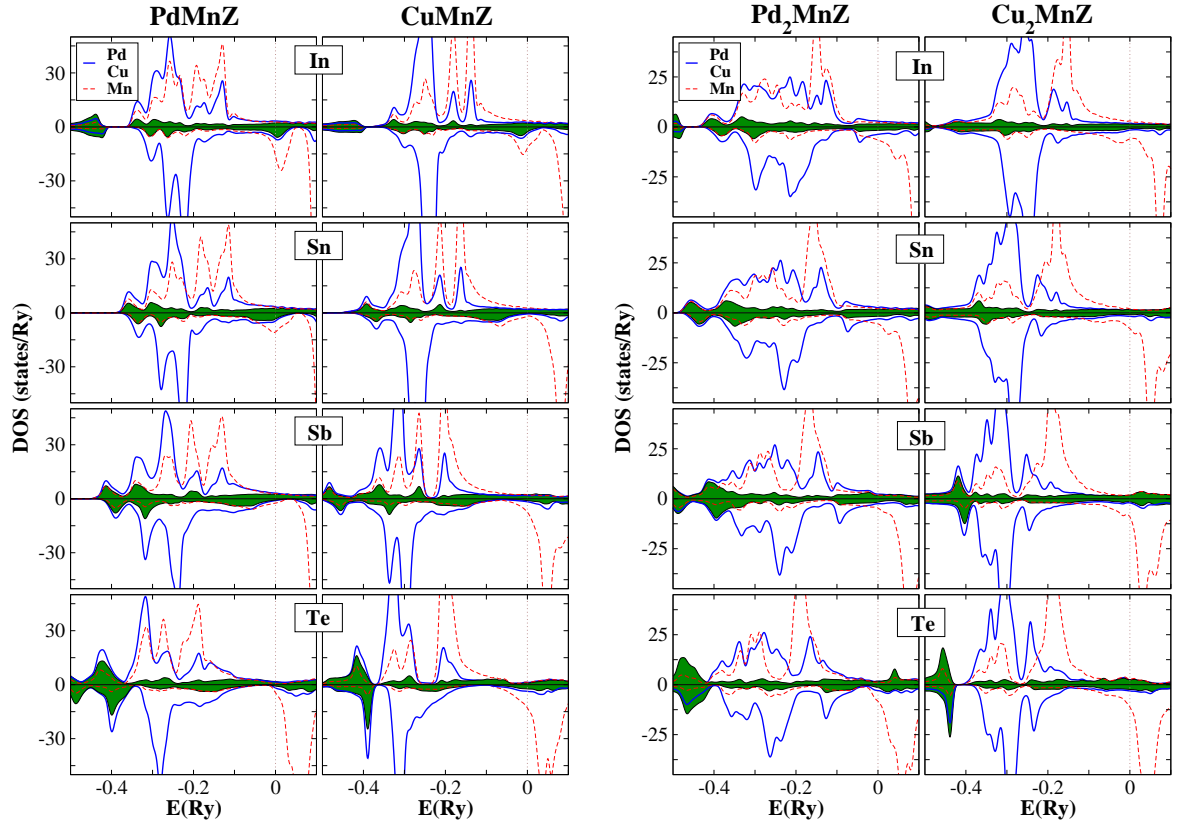 PdMnZ CuMnZ Pd2MnZ Cu2MnZ
Pd
Cu
Mn
In
30
0
-30
Sn
30
0
-30
Sb
30
0
-30
Te
30
0
-30
DOS (states/Ry)
-0.4 -0.2 0 -0.4 -0.2 0
E(Ry) E(Ry)
Pd
Cu
Mn
In
25
0
-25
Sn
25
0
-25
Sb
25
0
-25
Te
25
0
-25
DOS (states/Ry)
-0.4 -0.2 0 -0.4 -0.2 0
E(Ry) E(Ry)